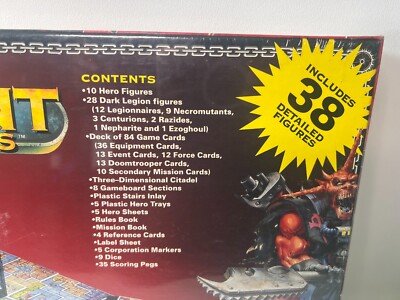 CONTENTS
•10 Hero Figures
•28 Dark Legion figures
(12 Legionnaires, 9 Necromutants,
3 Centurions, 2 Razides,
1 Nepharite and 1 Ezoghoul)
•Deck of 84 Game Cards
(36 Equipment Cards,
13 Event Cards, 12 Force Cards,
13 Doomtrooper Cards,
10 Secondary Mission Cards)
•Three-Dimensional Citadel
•8 Gameboard Sections
•Plastic Stairs Inlay
•5 Plastic Hero Trays
•5 Hero Sheets
•Rules Book
•Mission Book
•4 Reference Cards
•Label Sheet
•5 Corporation Markers
•9 Dice
•35 Scoring Pegs
INCLUDES
38
DETAILED
FIGURES
TM